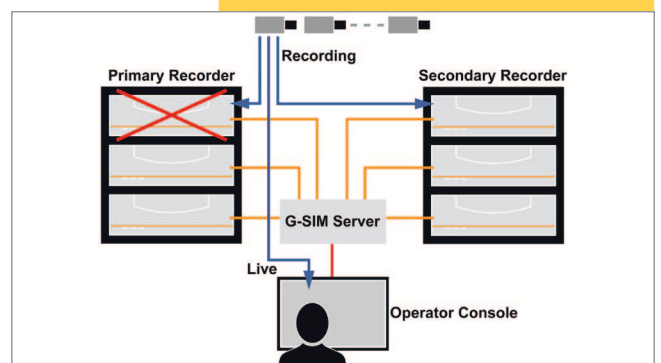 Recording
Primary Recorder
Secondary Recorder
G-SIM Server
Live
Operator Console